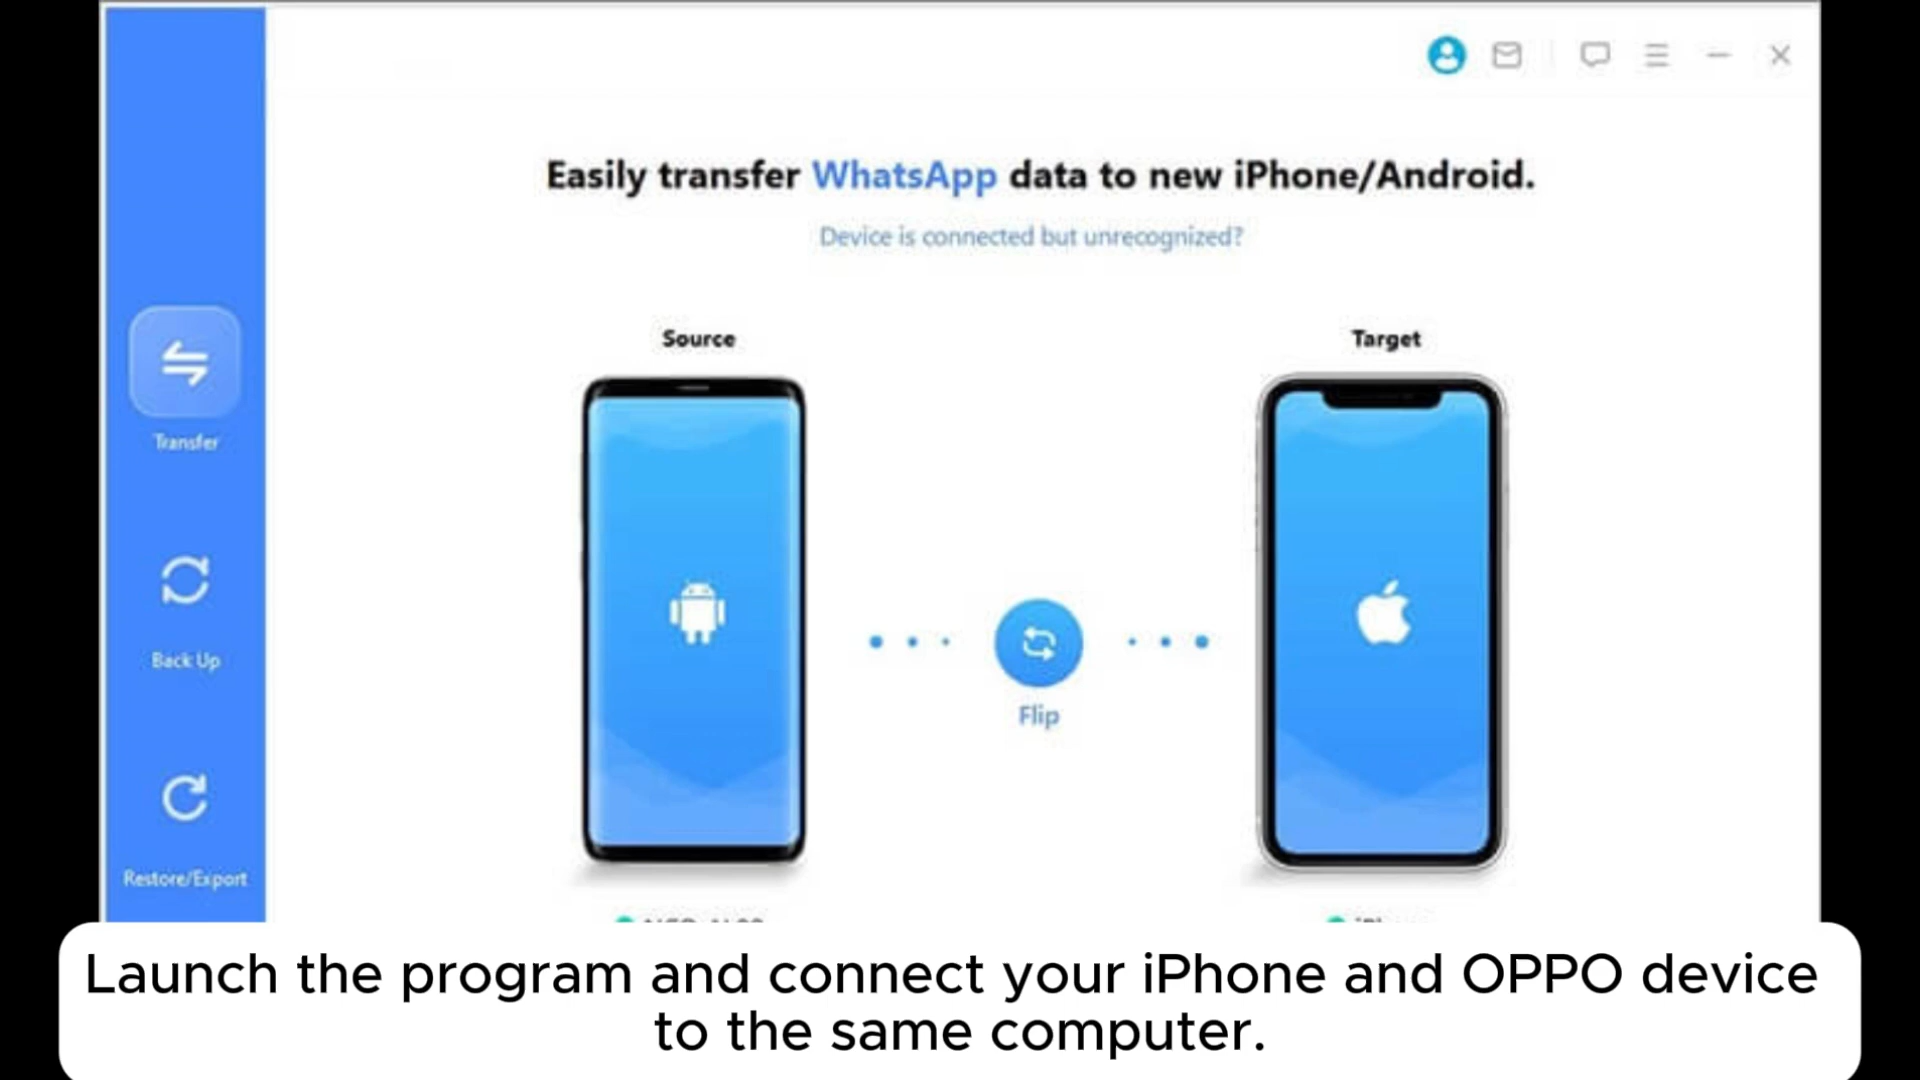 Easily transfer WhatsApp data to new iPhone/Android.
Device is connected but unrecognized?
Source
Target
Transfer
Flip
Back Up
Restore/Export
Launch the program and connect your iPhone and OPPO device
to the same computer.